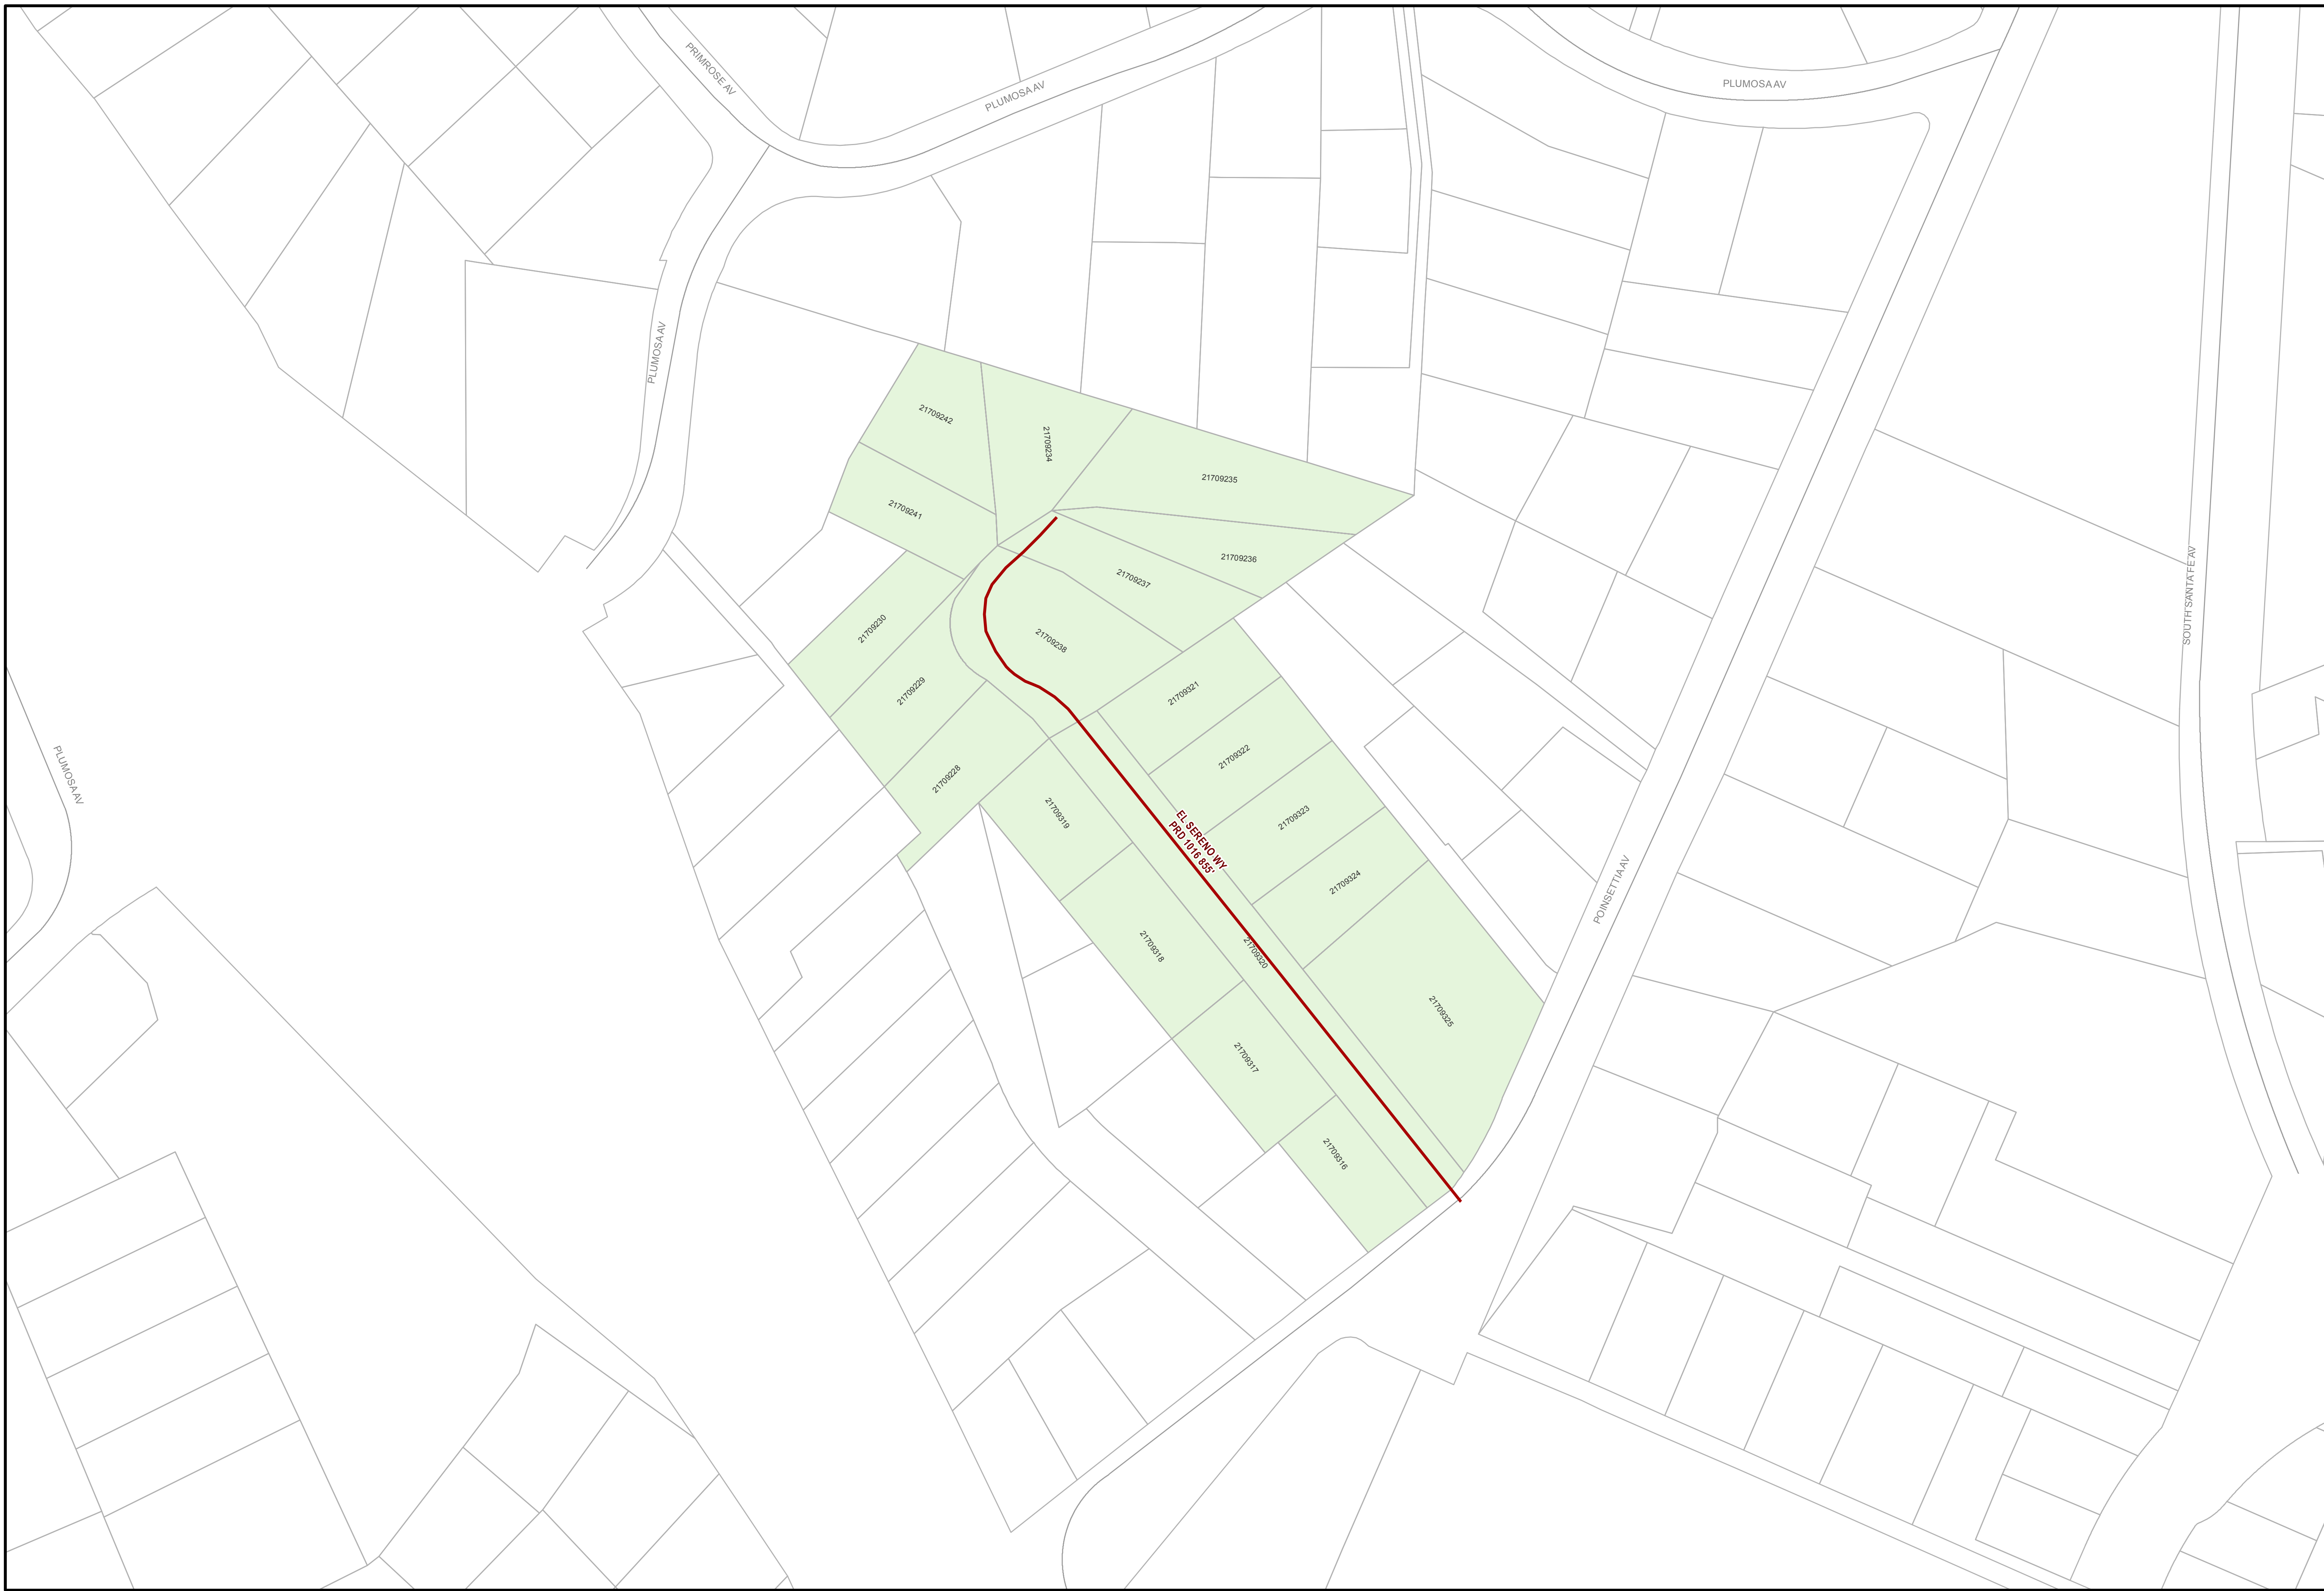 PRIMROSE AV
PLUMOSA AV
PLUMOSA AV
PLUMOSA AV
21709242
21709234
21709235
21709241
21709236
21709237
SOUTH SANTA FE AV
21709230
21709238
21709229
21709321
PLUMOSA AV
21709228
21709322
21709319
21709323
EL SERENO WY
PRD 1016 855'
21709324
POINSETTIA AV
21709318
21709320
21709325
21709317
21709316